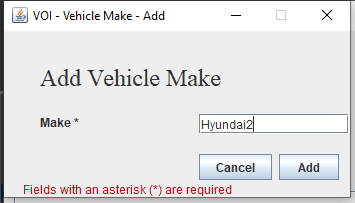 VOI - Vehicle Make - Add
Add Vehicle Make
Make * Hyundai2
Cancel Add
Fields with an asterisk (*) are required